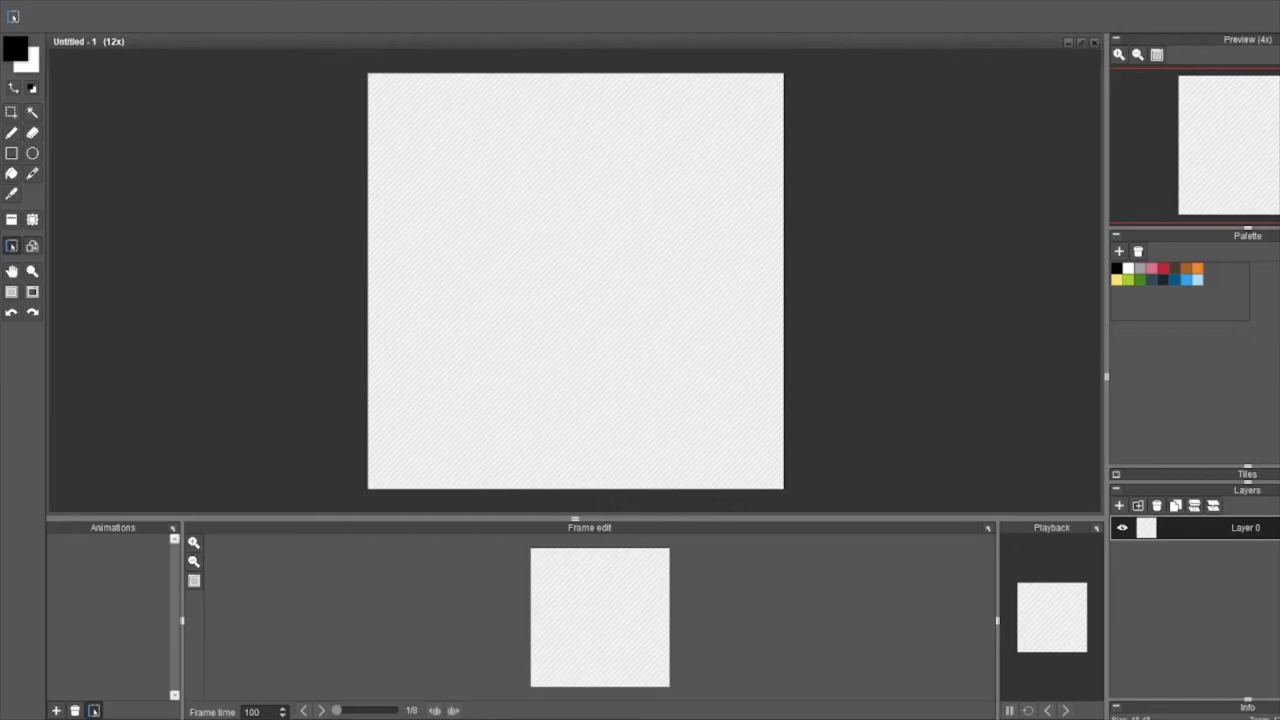 Untitled - 1 (12x)
Preview (4x)
Palette
Tiles
Layers
Layer 0
Animations
Frame edit
Playback
Frame time 100
1/8
Info